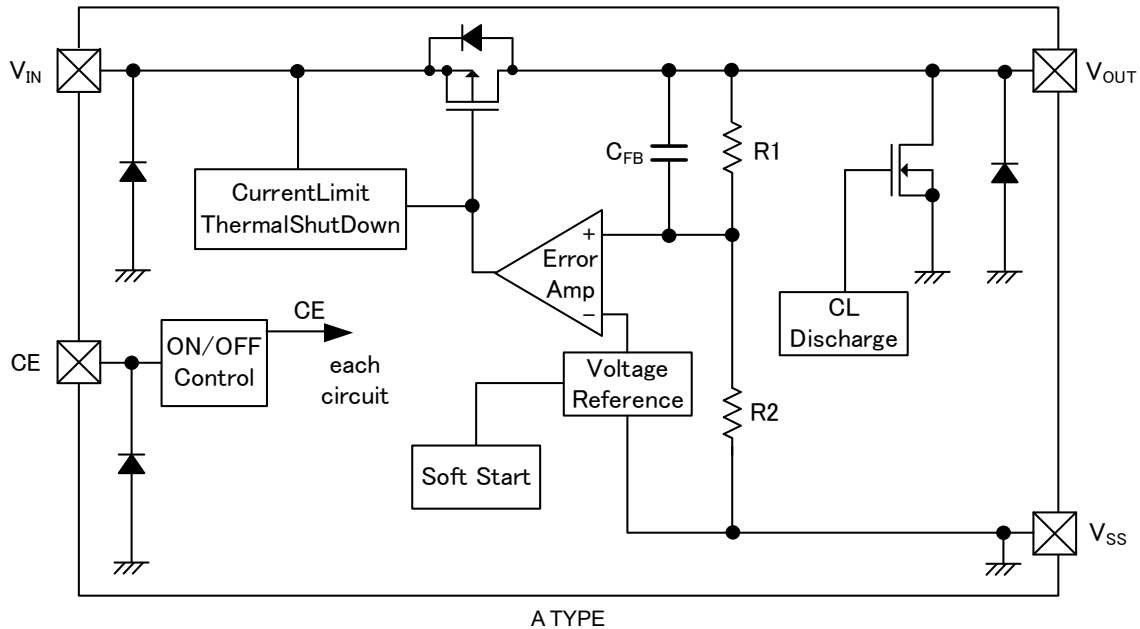 VIN
VOUT
CFB
R1
CurrentLimit
ThermalShutDown
+
Error
Amp
−
CL
Discharge
CE
CE
ON/OFF
Control
each
circuit
Voltage
Reference
R2
Soft Start
VSS
A TYPE